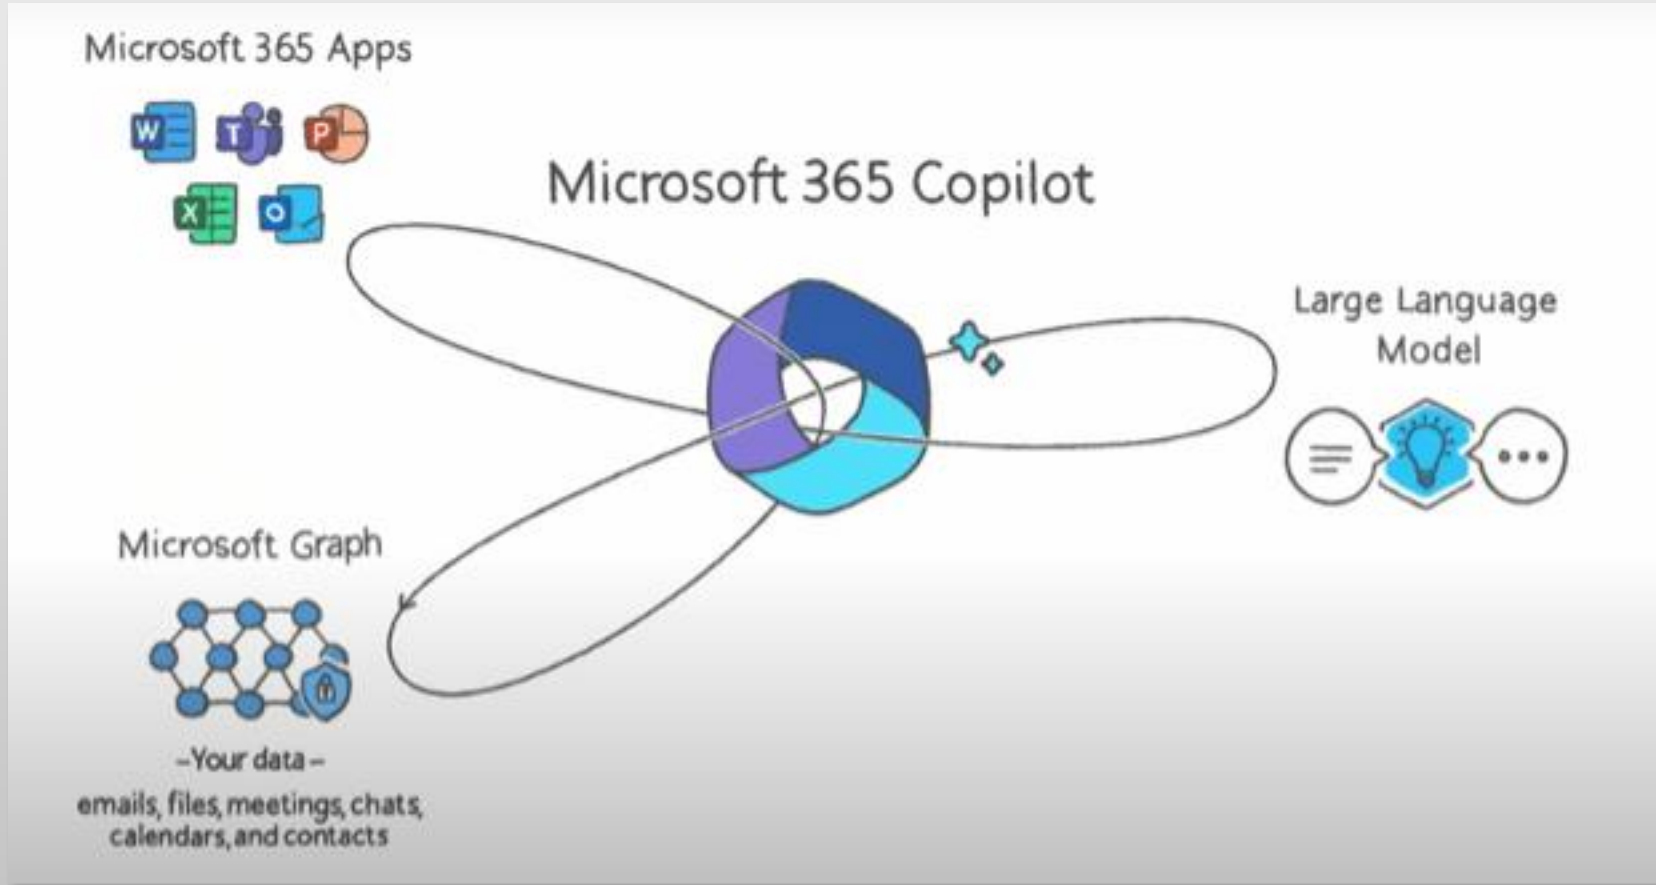 Microsoft 365 Apps
W
T
P
X
O
Microsoft 365 Copilot
Large Language
Model
Microsoft Graph
-Your data-
emails, files, meetings, chats,
calendars, and contacts